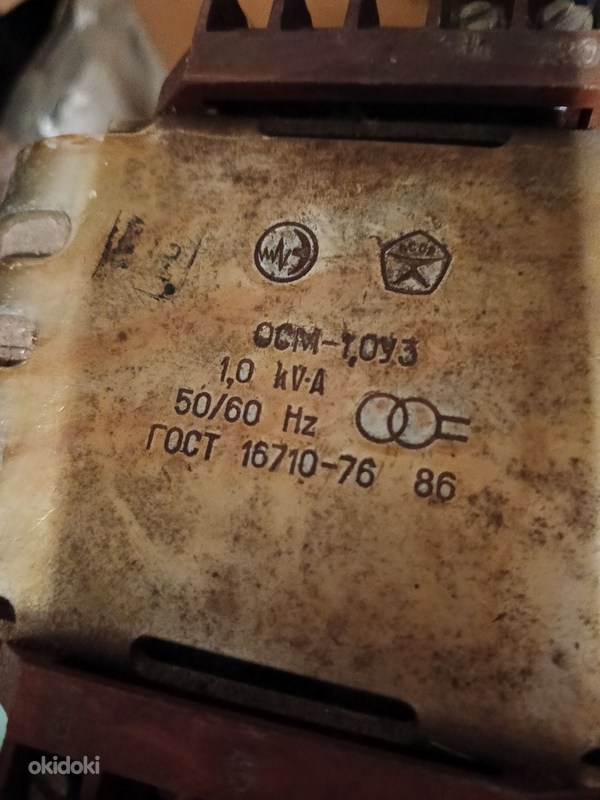 СССР
ОСМ-1,0У3
1,0 kV·A
50/60 Hz
ГОСТ 16710-76 86
okidoki